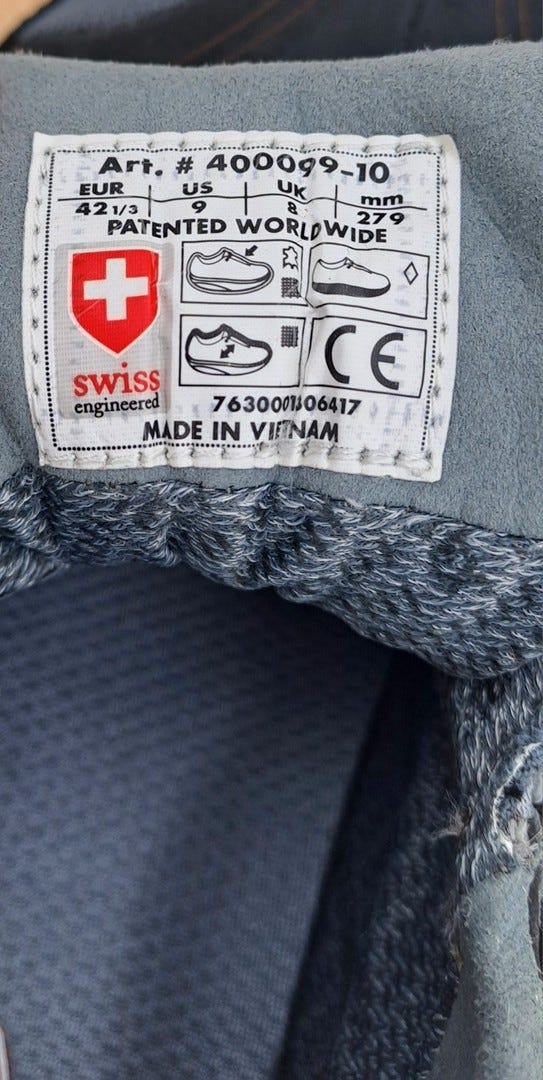 Art. # 400099-10
EUR US UK mm
42 1/3 9 8 279
PATENTED WORLDWIDE
swiss
engineered
CE
MADE IN VIETNAM